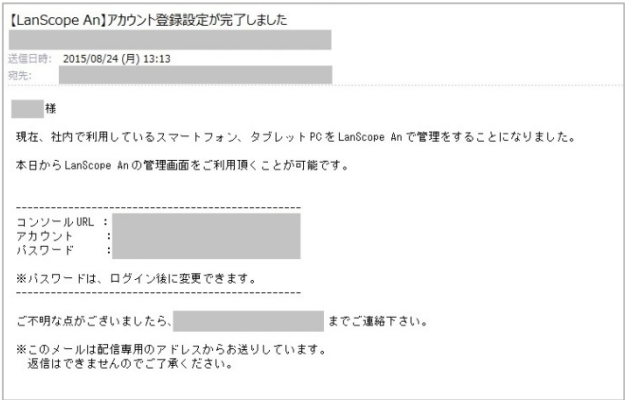 【LanScope An】アカウント登録設定が完了しました
送信日時: 2015/08/24 (月) 13:13
宛先:
様
現在、社内で利用しているスマートフォン、タブレットPCをLanScope Anで管理をすることになりました。
本日からLanScope Anの管理画面をご利用頂くことが可能です。
--------------------------------------------
コンソールURL :
アカウント :
パスワード :
※パスワードは、ログイン後に変更できます。
--------------------------------------------
ご不明な点がございましたら、 までご連絡下さい。
※このメールは配信専用のアドレスからお送りしています。
返信はできませんのでご了承ください。